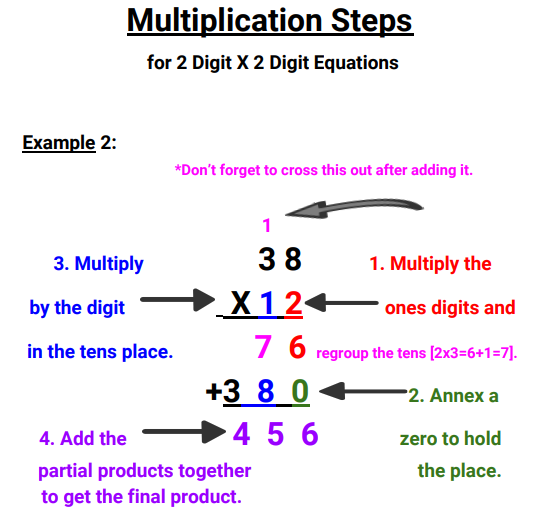 Multiplication Steps
for 2 Digit X 2 Digit Equations
Example 2:
*Don't forget to cross this out after adding it.
1
3 8
3. Multiply
1. Multiply the
X 1 2
by the digit
ones digits and
7 6
in the tens place.
regroup the tens [2x3=6+1=7].
+3 8 0
2. Annex a
4 5 6
4. Add the
zero to hold
partial products together
the place.
to get the final product.